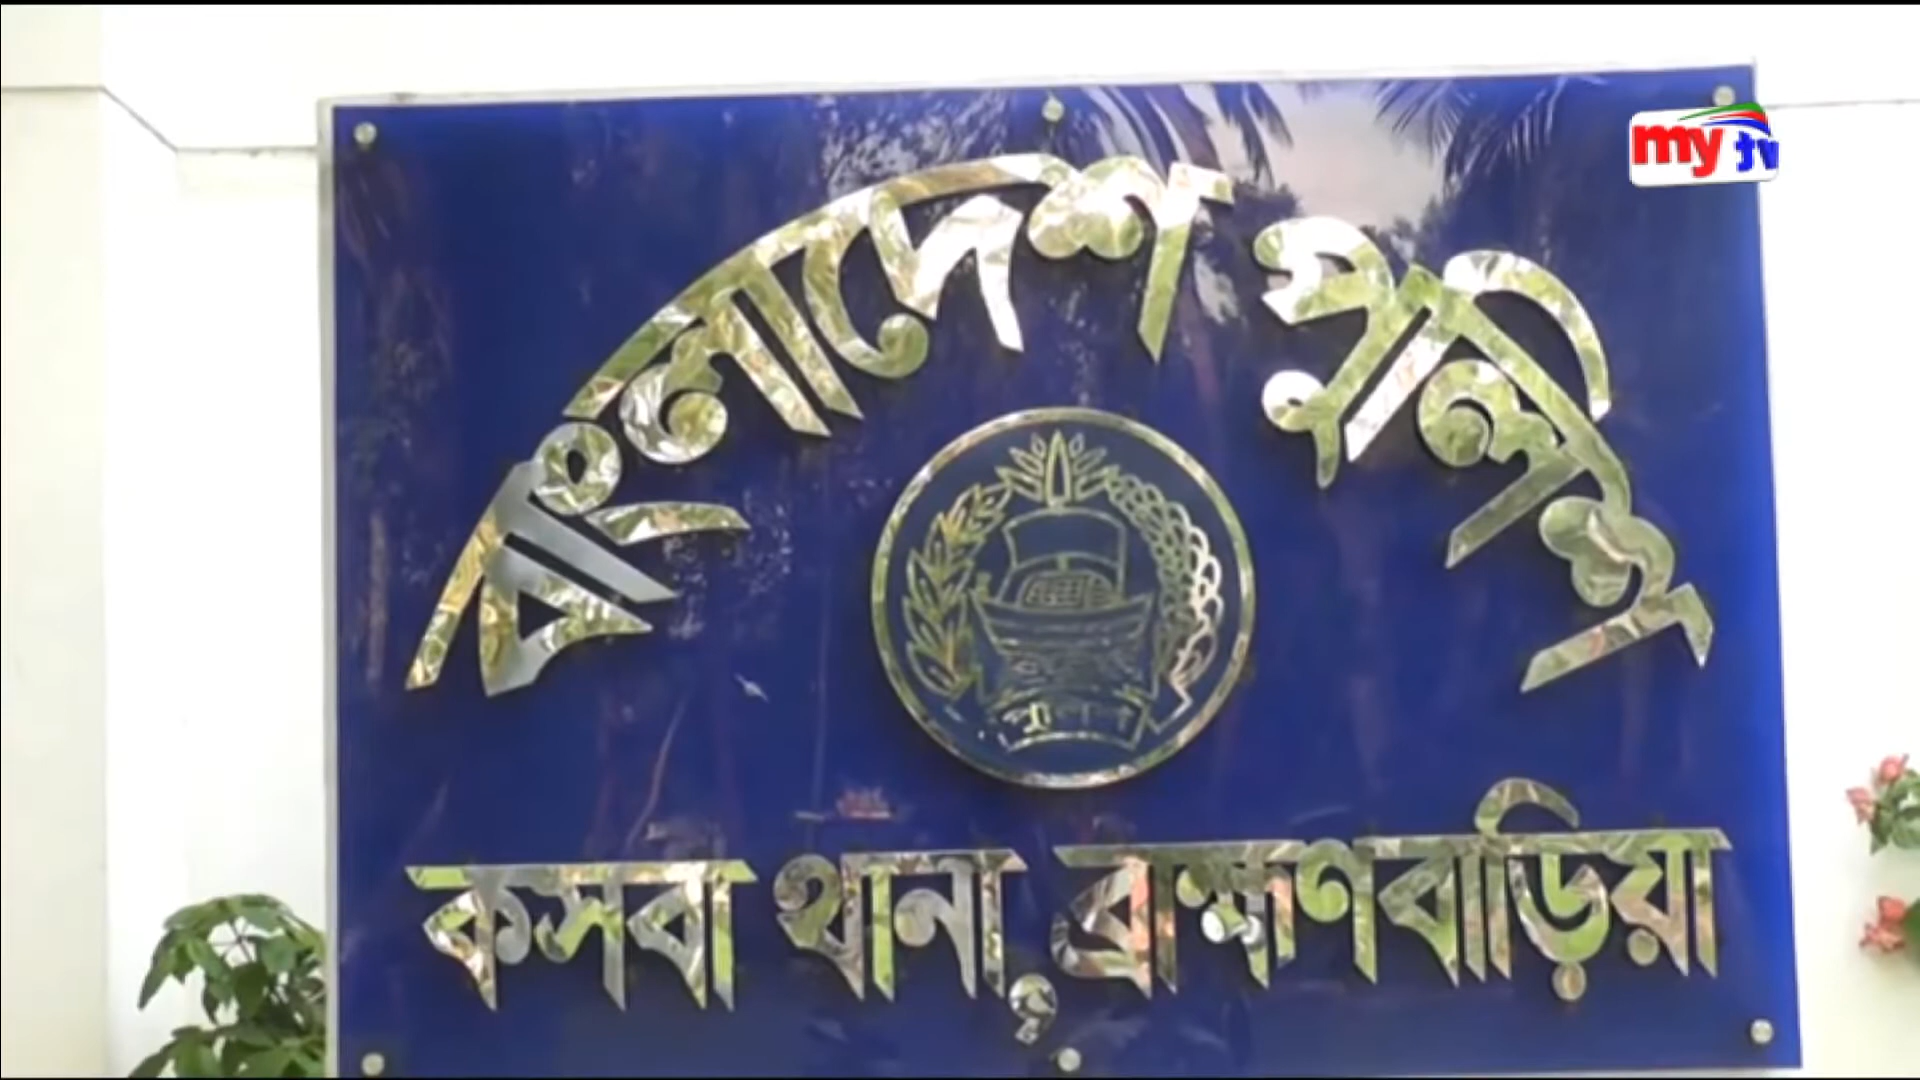 বাংলাদেশ পুলিশ
my tv
পুলিশ
কসবা থানা, ব্রাহ্মণবাড়িয়া